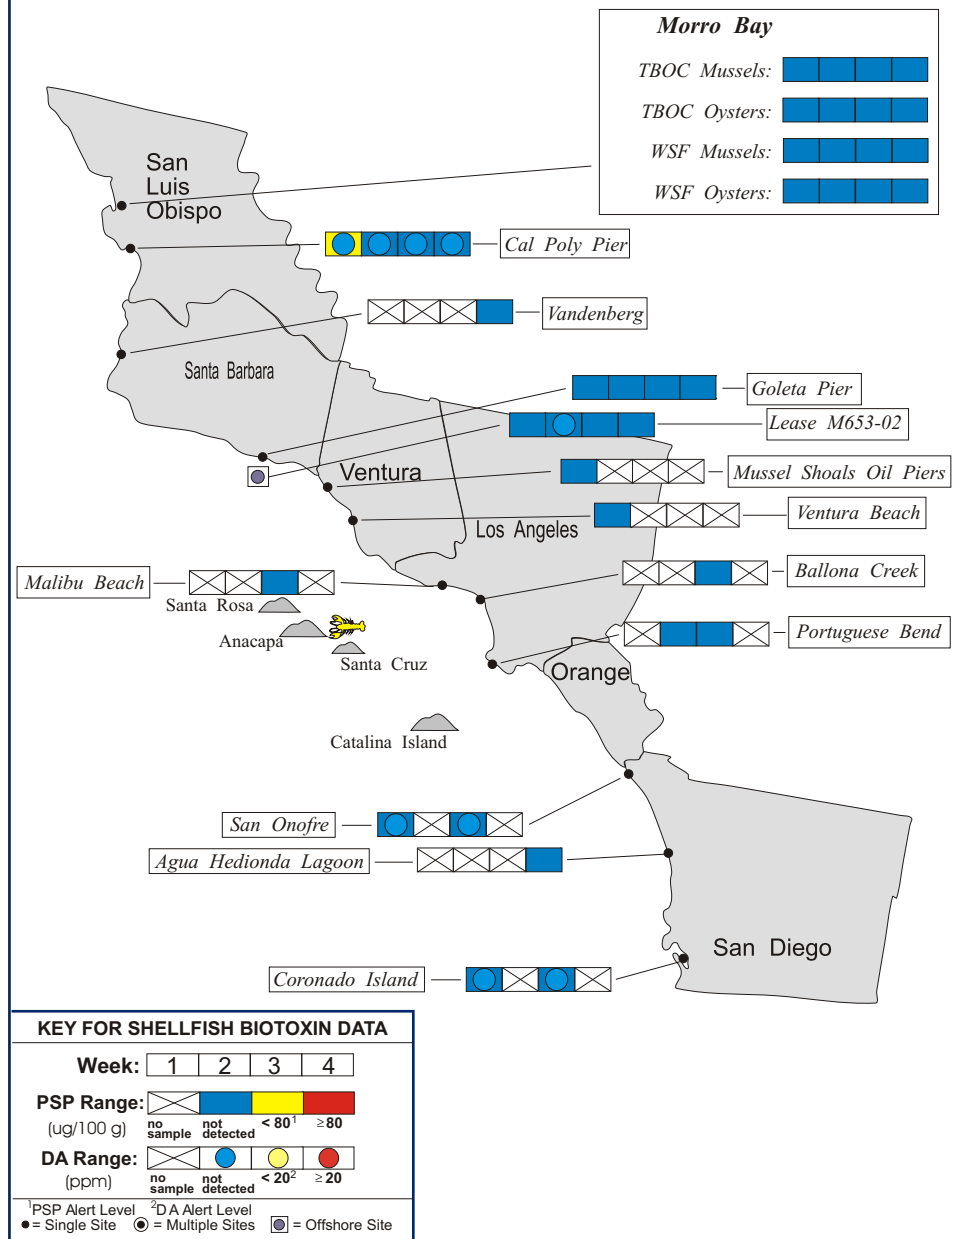 Morro Bay
TBOC Mussels:
TBOC Oysters:
WSF Mussels:
WSF Oysters:
San
Luis
Obispo
Cal Poly Pier
Vandenberg
Santa Barbara
Goleta Pier
Lease M653-02
Ventura
Mussel Shoals Oil Piers
Ventura Beach
Los Angeles
Malibu Beach
Ballona Creek
Santa Rosa
Anacapa
Portuguese Bend
Santa Cruz
Orange
Catalina Island
San Onofre
Agua Hedionda Lagoon
San Diego
Coronado Island
KEY FOR SHELLFISH BIOTOXIN DATA
Week: 1 2 3 4
PSP Range:
(ug/100 g)
no sample
not detected
< 80¹
≥80
DA Range:
(ppm)
no sample
not detected
< 20²
≥20
¹PSP Alert Level ²DA Alert Level
= Single Site = Multiple Sites = Offshore Site